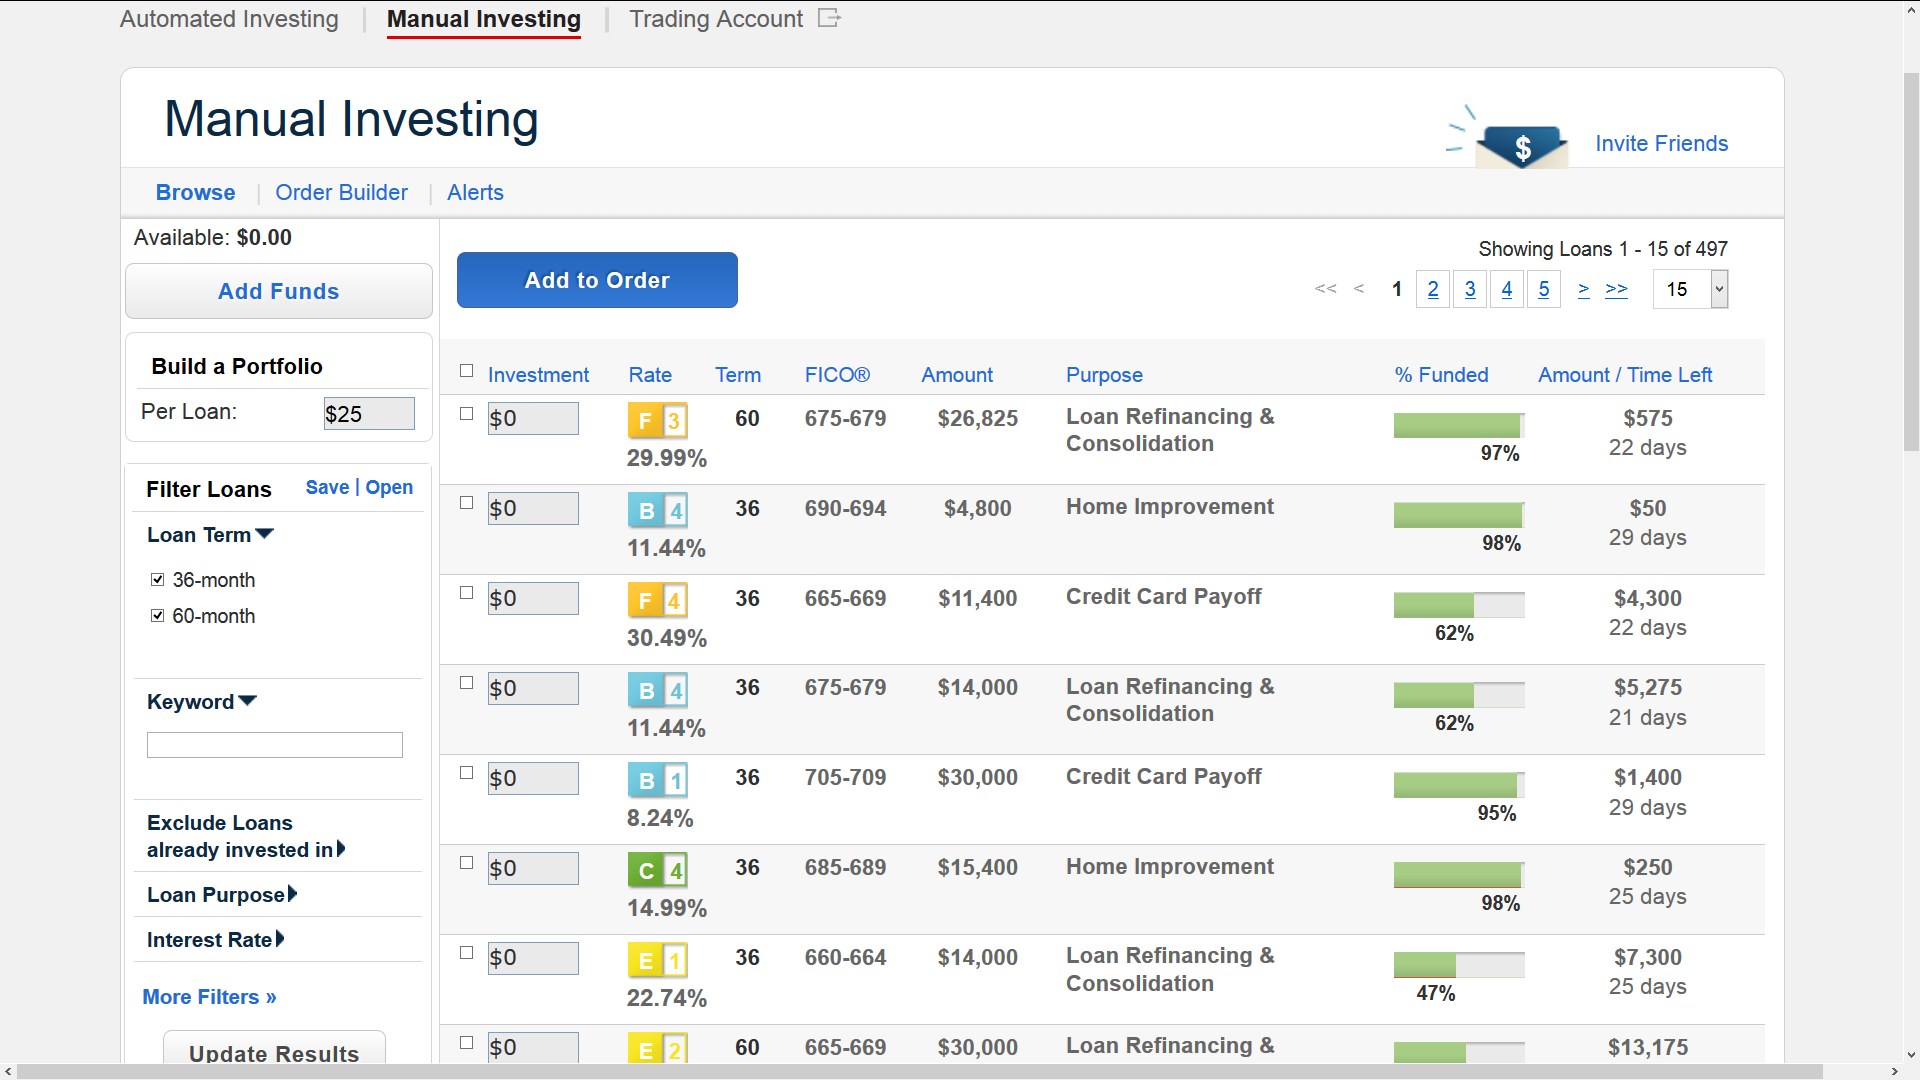 Automated Investing | Manual Investing | Trading Account
Manual Investing
$ Invite Friends
Browse | Order Builder | Alerts
Available: $0.00
Add Funds
Build a Portfolio
Per Loan: $25
Filter Loans Save | Open
Loan Term
36-month
60-month
Keyword
Exclude Loans
already invested in
Loan Purpose
Interest Rate
More Filters »
Update Results
Add to Order
Showing Loans 1 - 15 of 497
<< < 1 2 3 4 5 > >> 15
Investment Rate Term FICO® Amount Purpose % Funded Amount / Time Left
$0 F 3 60 675-679 $26,825 Loan Refinancing & $575
29.99% Consolidation 97% 22 days
$0 B 4 36 690-694 $4,800 Home Improvement $50
11.44% 98% 29 days
$0 F 4 36 665-669 $11,400 Credit Card Payoff $4,300
30.49% 62% 22 days
$0 B 4 36 675-679 $14,000 Loan Refinancing & $5,275
11.44% Consolidation 62% 21 days
$0 B 1 36 705-709 $30,000 Credit Card Payoff $1,400
8.24% 95% 29 days
$0 C 4 36 685-689 $15,400 Home Improvement $250
14.99% 98% 25 days
$0 E 1 36 660-664 $14,000 Loan Refinancing & $7,300
22.74% Consolidation 47% 25 days
$0 E 2 60 665-669 $30,000 Loan Refinancing & $13,175